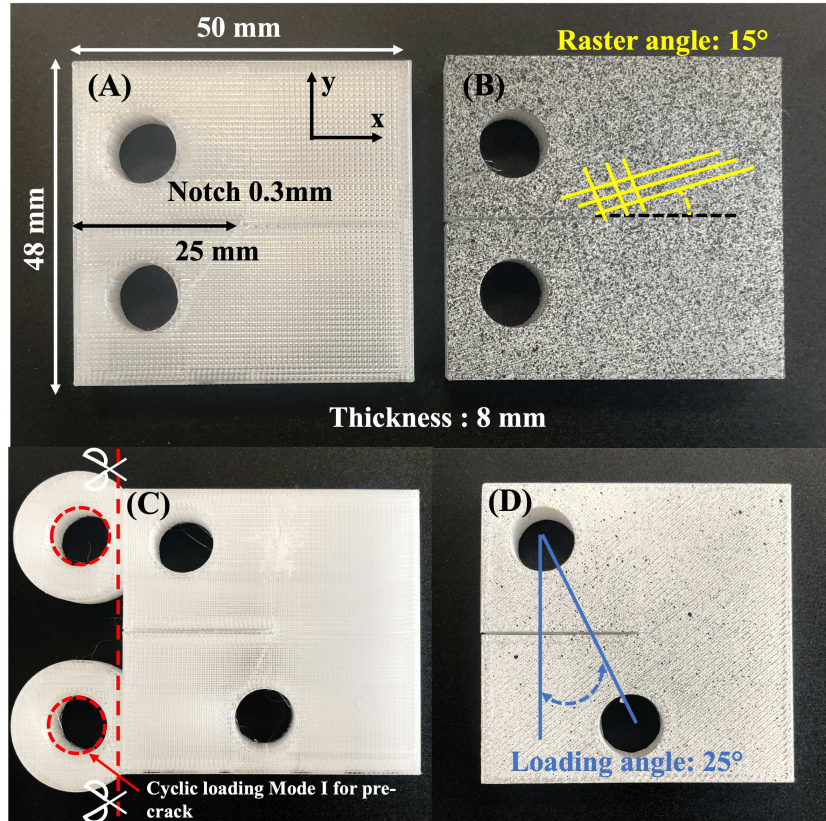 50 mm
Raster angle: 15°
(A)
(B)
y
x
Notch 0.3mm
25 mm
48 mm
Thickness : 8 mm
(C)
(D)
Loading angle: 25°
Cyclic loading Mode I for pre-
crack